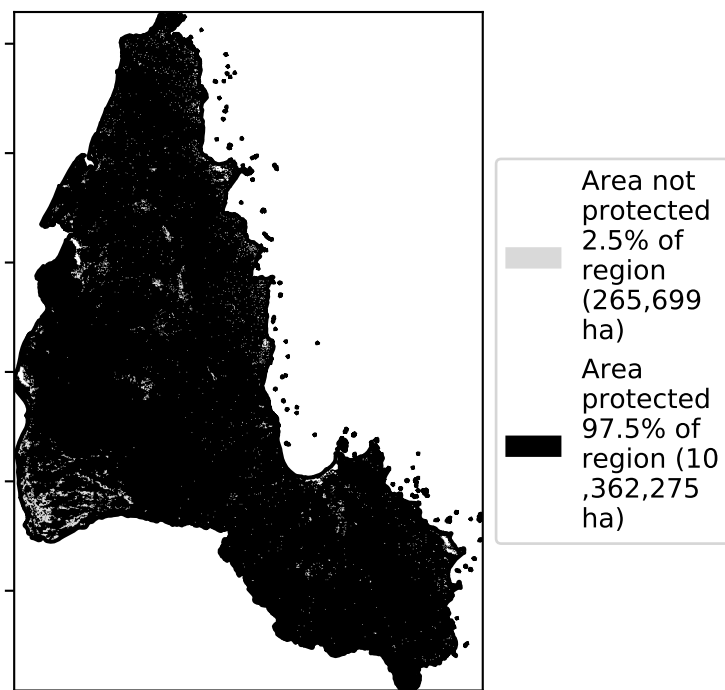 Area not
protected
2.5% of
region
(265,699
ha)
Area
protected
97.5% of
region (10
,362,275
ha)